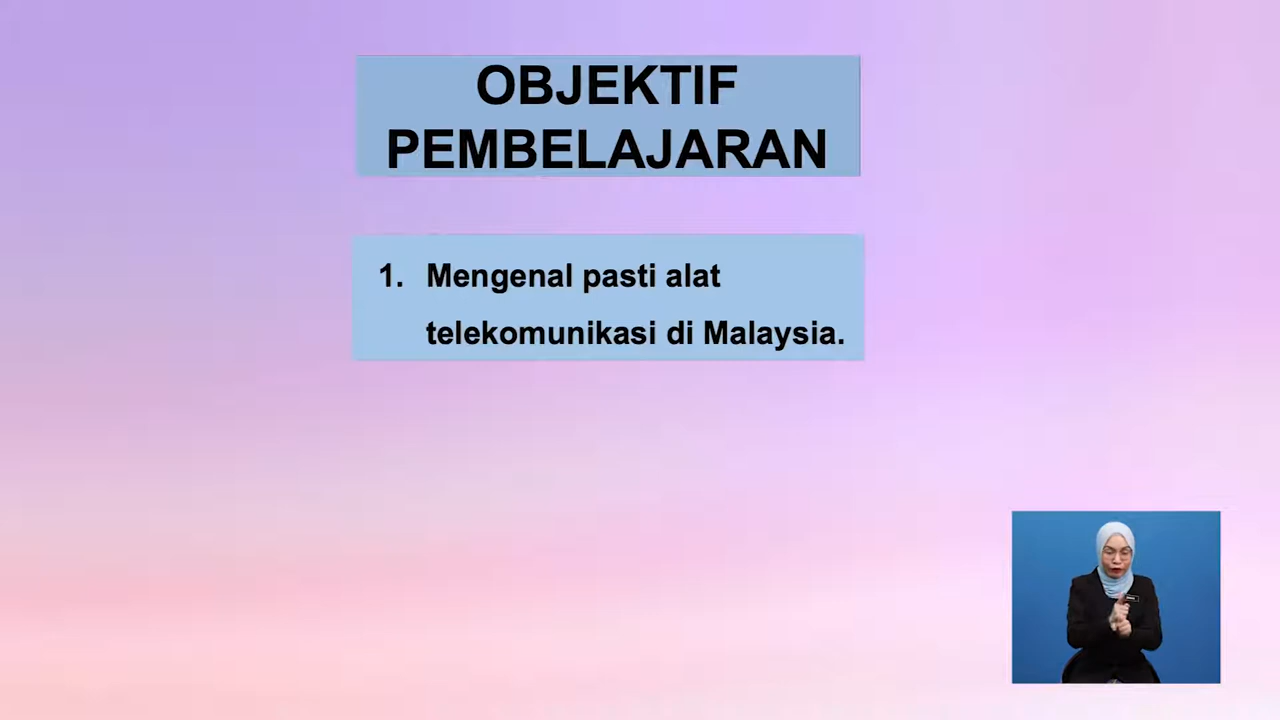 OBJEKTIF
PEMBELAJARAN
1. Mengenal pasti alat
telekomunikasi di Malaysia.